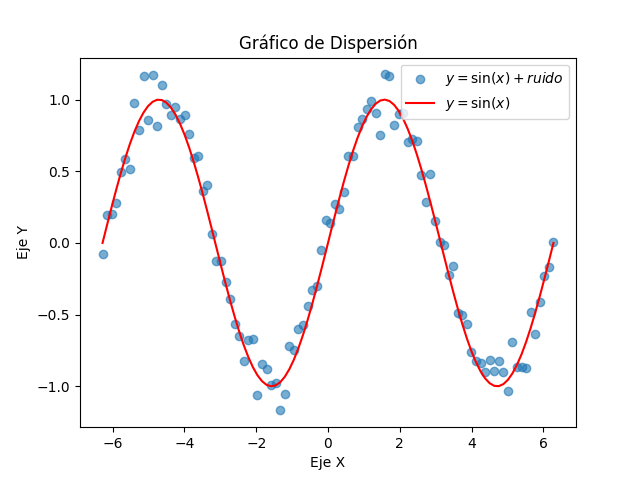 Gráfico de Dispersión
y = sin(x) + ruido
y = sin(x)
1.0
0.5
0.0
−0.5
−1.0
Eje Y
−6 −4 −2 0 2 4 6
Eje X